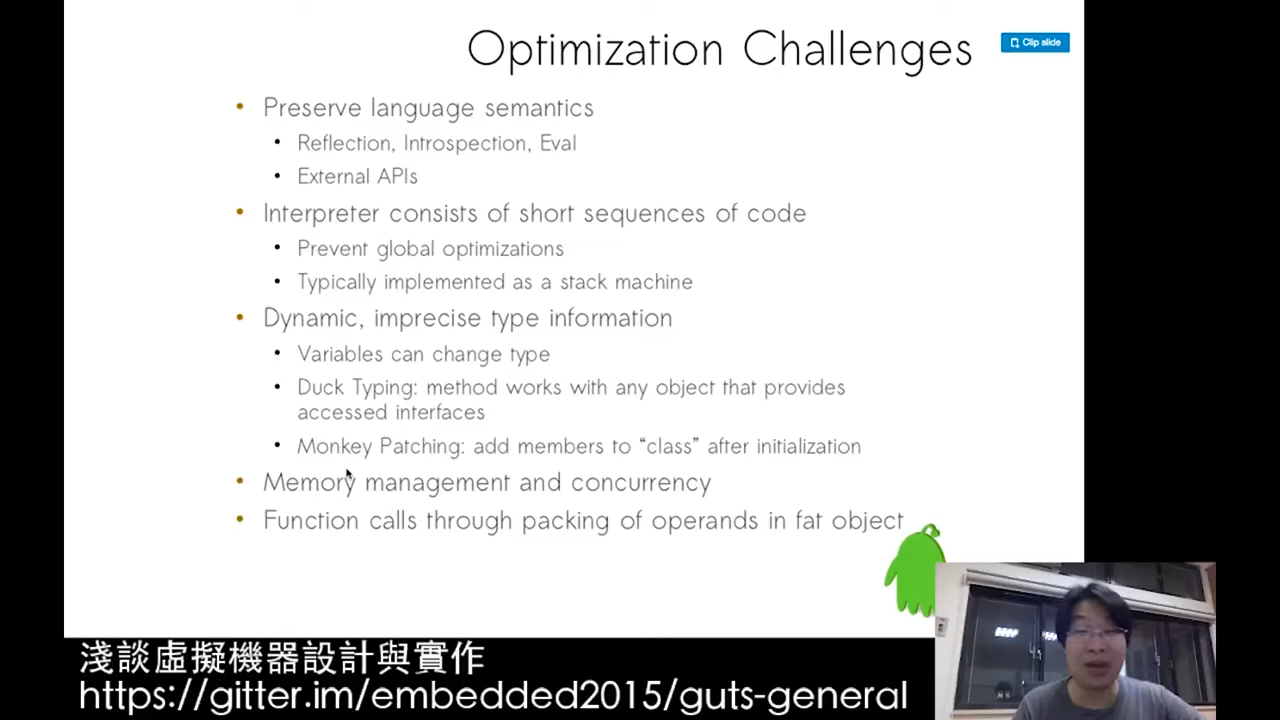 Optimization Challenges
Clip slide
• Preserve language semantics
• Reflection, Introspection, Eval
• External APIs
• Interpreter consists of short sequences of code
• Prevent global optimizations
• Typically implemented as a stack machine
• Dynamic, imprecise type information
• Variables can change type
• Duck Typing: method works with any object that provides
accessed interfaces
• Monkey Patching: add members to “class” after initialization
• Memory management and concurrency
• Function calls through packing of operands in fat object
淺談虛擬機器設計與實作
https://gitter.im/embedded2015/guts-general